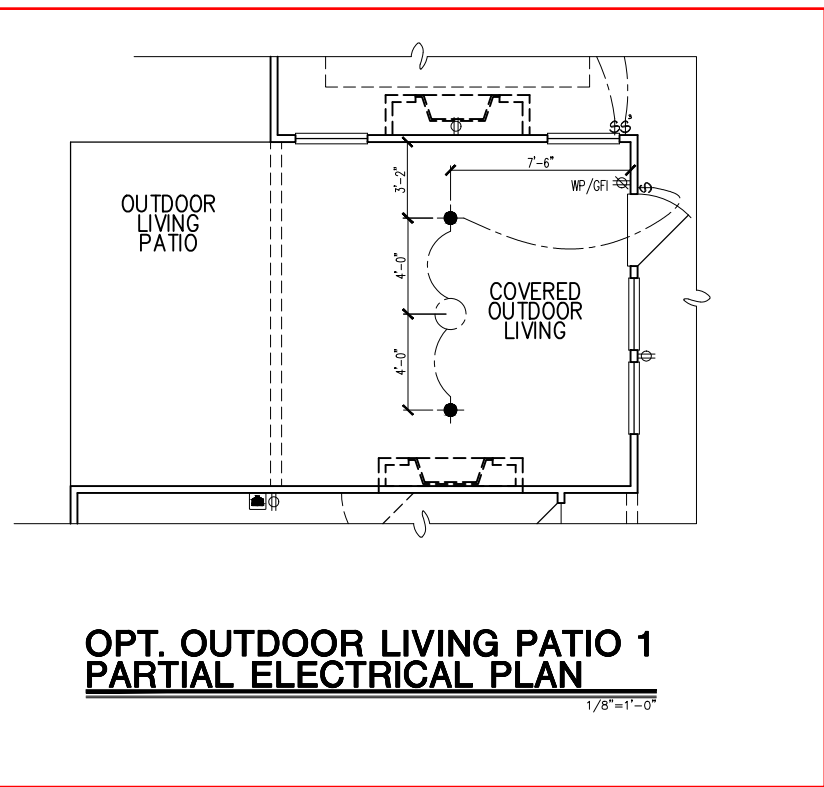 $$³
7'-6"
3'-2"
WP/GFI
$
OUTDOOR
LIVING
PATIO
4'-0"
COVERED
OUTDOOR
LIVING
4'-0"
OPT. OUTDOOR LIVING PATIO 1
PARTIAL ELECTRICAL PLAN
1/8"=1'-0"